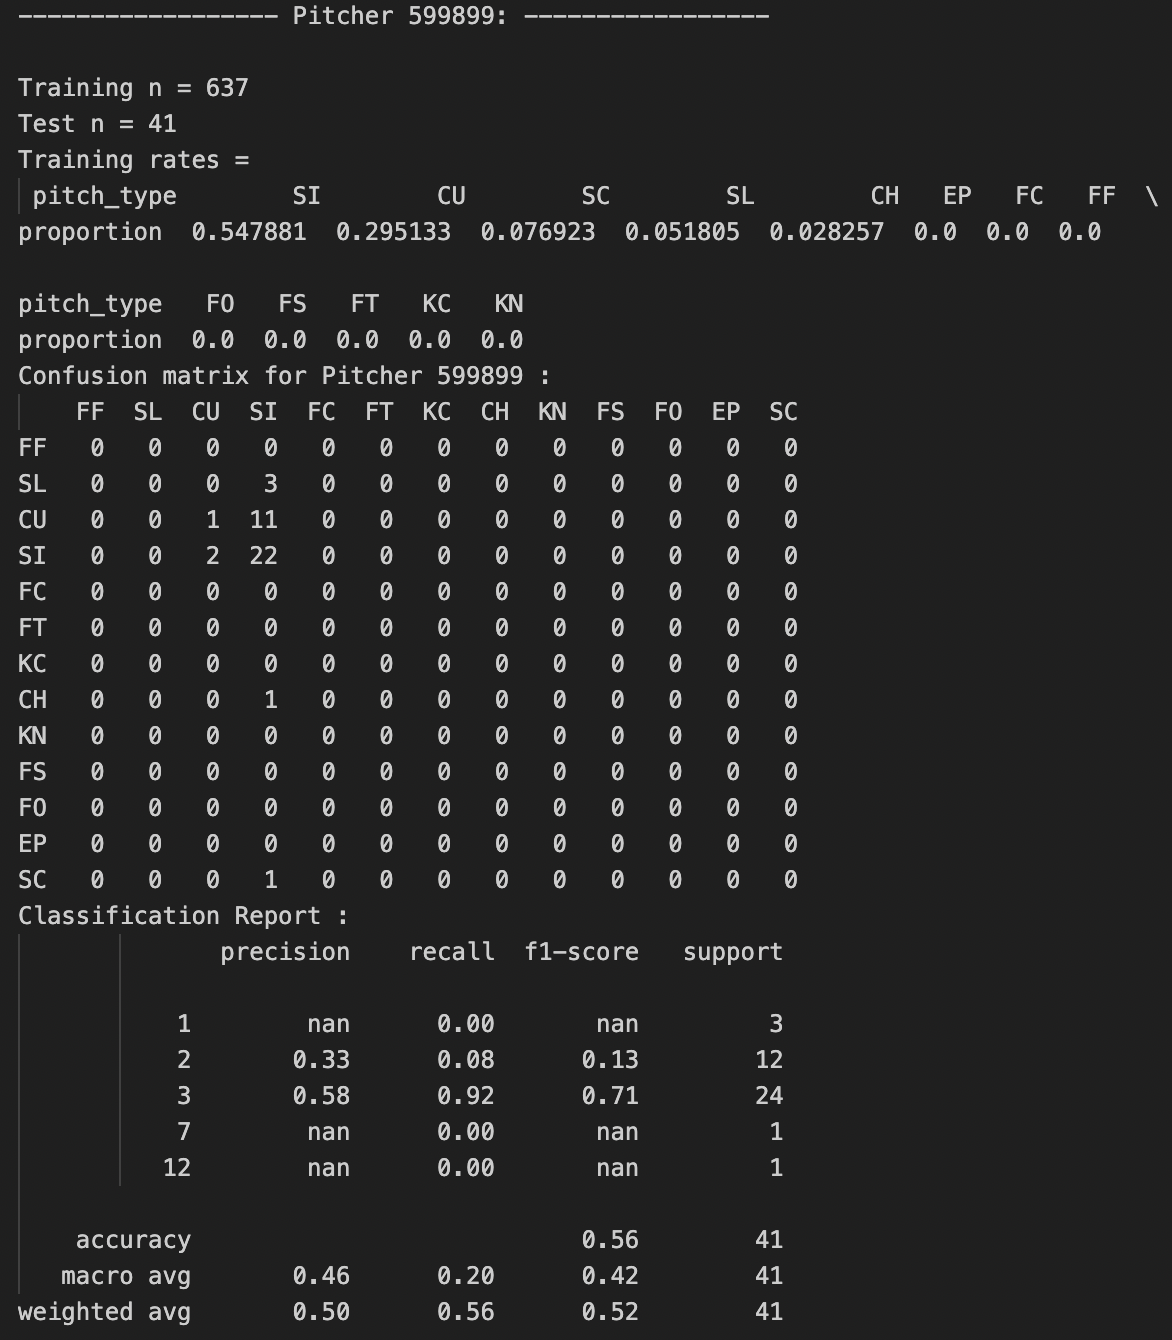 ------------------ Pitcher 599899: -----------------
Training n = 637
Test n = 41
Training rates =
pitch_type SI CU SC SL CH EP FC FF \
proportion 0.547881 0.295133 0.076923 0.051805 0.028257 0.0 0.0 0.0
pitch_type FO FS FT KC KN
proportion 0.0 0.0 0.0 0.0 0.0
Confusion matrix for Pitcher 599899 :
FF SL CU SI FC FT KC CH KN FS FO EP SC
FF 0 0 0 0 0 0 0 0 0 0 0 0 0
SL 0 0 0 3 0 0 0 0 0 0 0 0 0
CU 0 0 1 11 0 0 0 0 0 0 0 0 0
SI 0 0 2 22 0 0 0 0 0 0 0 0 0
FC 0 0 0 0 0 0 0 0 0 0 0 0 0
FT 0 0 0 0 0 0 0 0 0 0 0 0 0
KC 0 0 0 0 0 0 0 0 0 0 0 0 0
CH 0 0 0 1 0 0 0 0 0 0 0 0 0
KN 0 0 0 0 0 0 0 0 0 0 0 0 0
FS 0 0 0 0 0 0 0 0 0 0 0 0 0
FO 0 0 0 0 0 0 0 0 0 0 0 0 0
EP 0 0 0 0 0 0 0 0 0 0 0 0 0
SC 0 0 0 1 0 0 0 0 0 0 0 0 0
Classification Report :
precision recall f1-score support
1 nan 0.00 nan 3
2 0.33 0.08 0.13 12
3 0.58 0.92 0.71 24
7 nan 0.00 nan 1
12 nan 0.00 nan 1
accuracy 0.56 41
macro avg 0.46 0.20 0.42 41
weighted avg 0.50 0.56 0.52 41